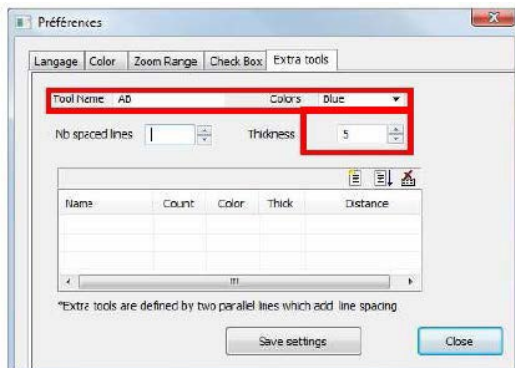 Préférences
Langage Color Zoom Range Check Box Extra tools
Tool Name AB Colors Blue
Nb spaced lines Thickness 5
Name Count Color Thick Distance
*Extra tools are defined by two parallel lines which add line spacing
Save settings Close